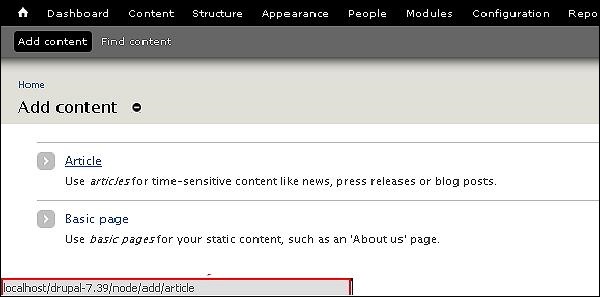 Dashboard Content Structure Appearance People Modules Configuration Repo
Add content Find content
Home
Add content
Article
Use articles for time-sensitive content like news, press releases or blog posts.
Basic page
Use basic pages for your static content, such as an 'About us' page.
localhost/drupal-7.39/node/add/article